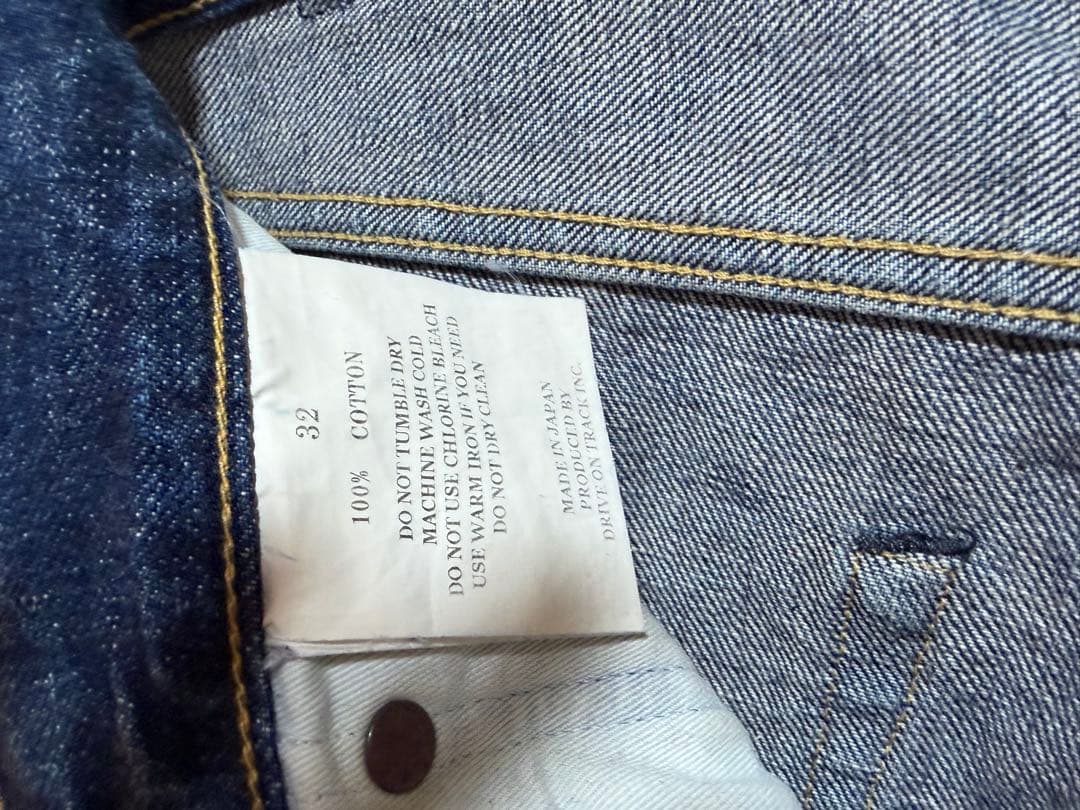 32
100% COTTON
DO NOT TUMBLE DRY
MACHINE WASH COLD
DO NOT USE CHLORINE BLEACH
USE WARM IRON IF YOU NEED
DO NOT DRY CLEAN
MADE IN JAPAN
PRODUCED BY
DRIVE ON TRACK INC.